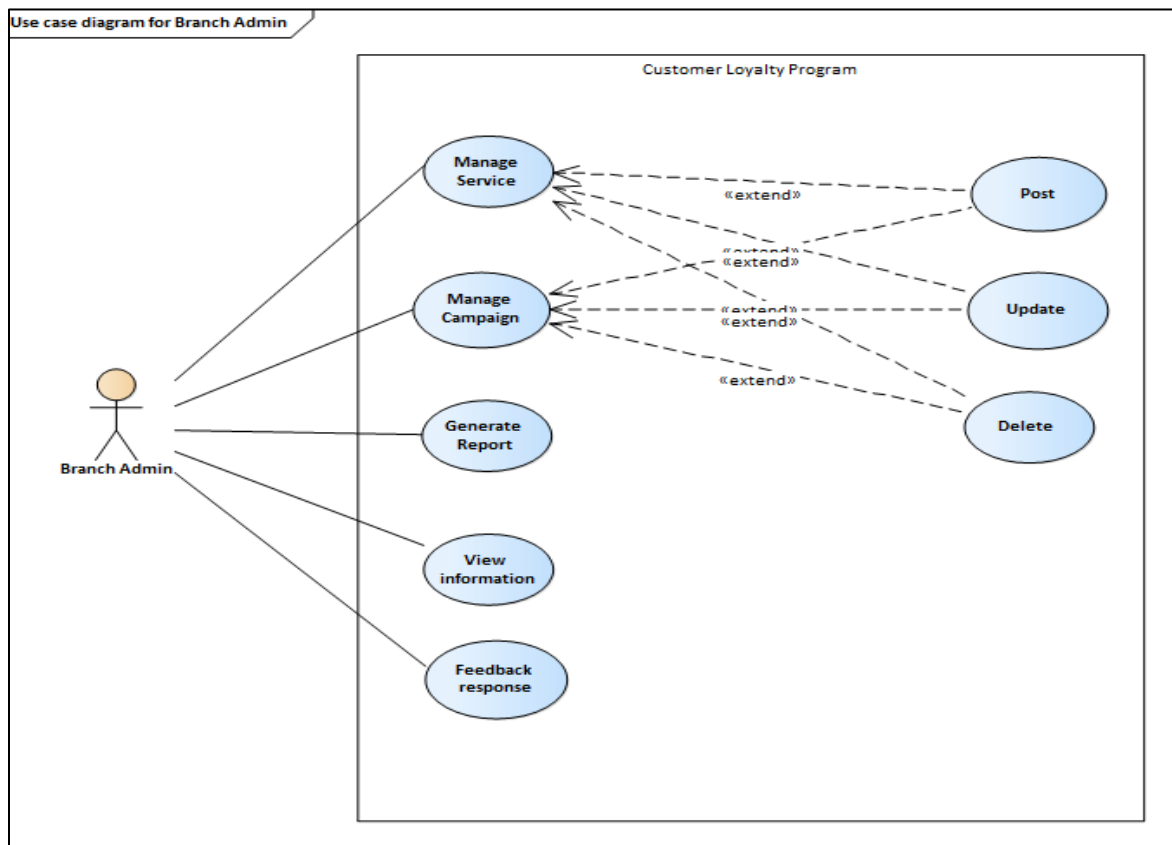 Use case diagram for Branch Admin
Customer Loyalty Program
Manage
Service
«extend»
Post
«extend»
«extend»
Manage
Campaign
«extend»
«extend»
Update
«extend»
Generate
Report
Delete
Branch Admin
View
information
Feedback
response